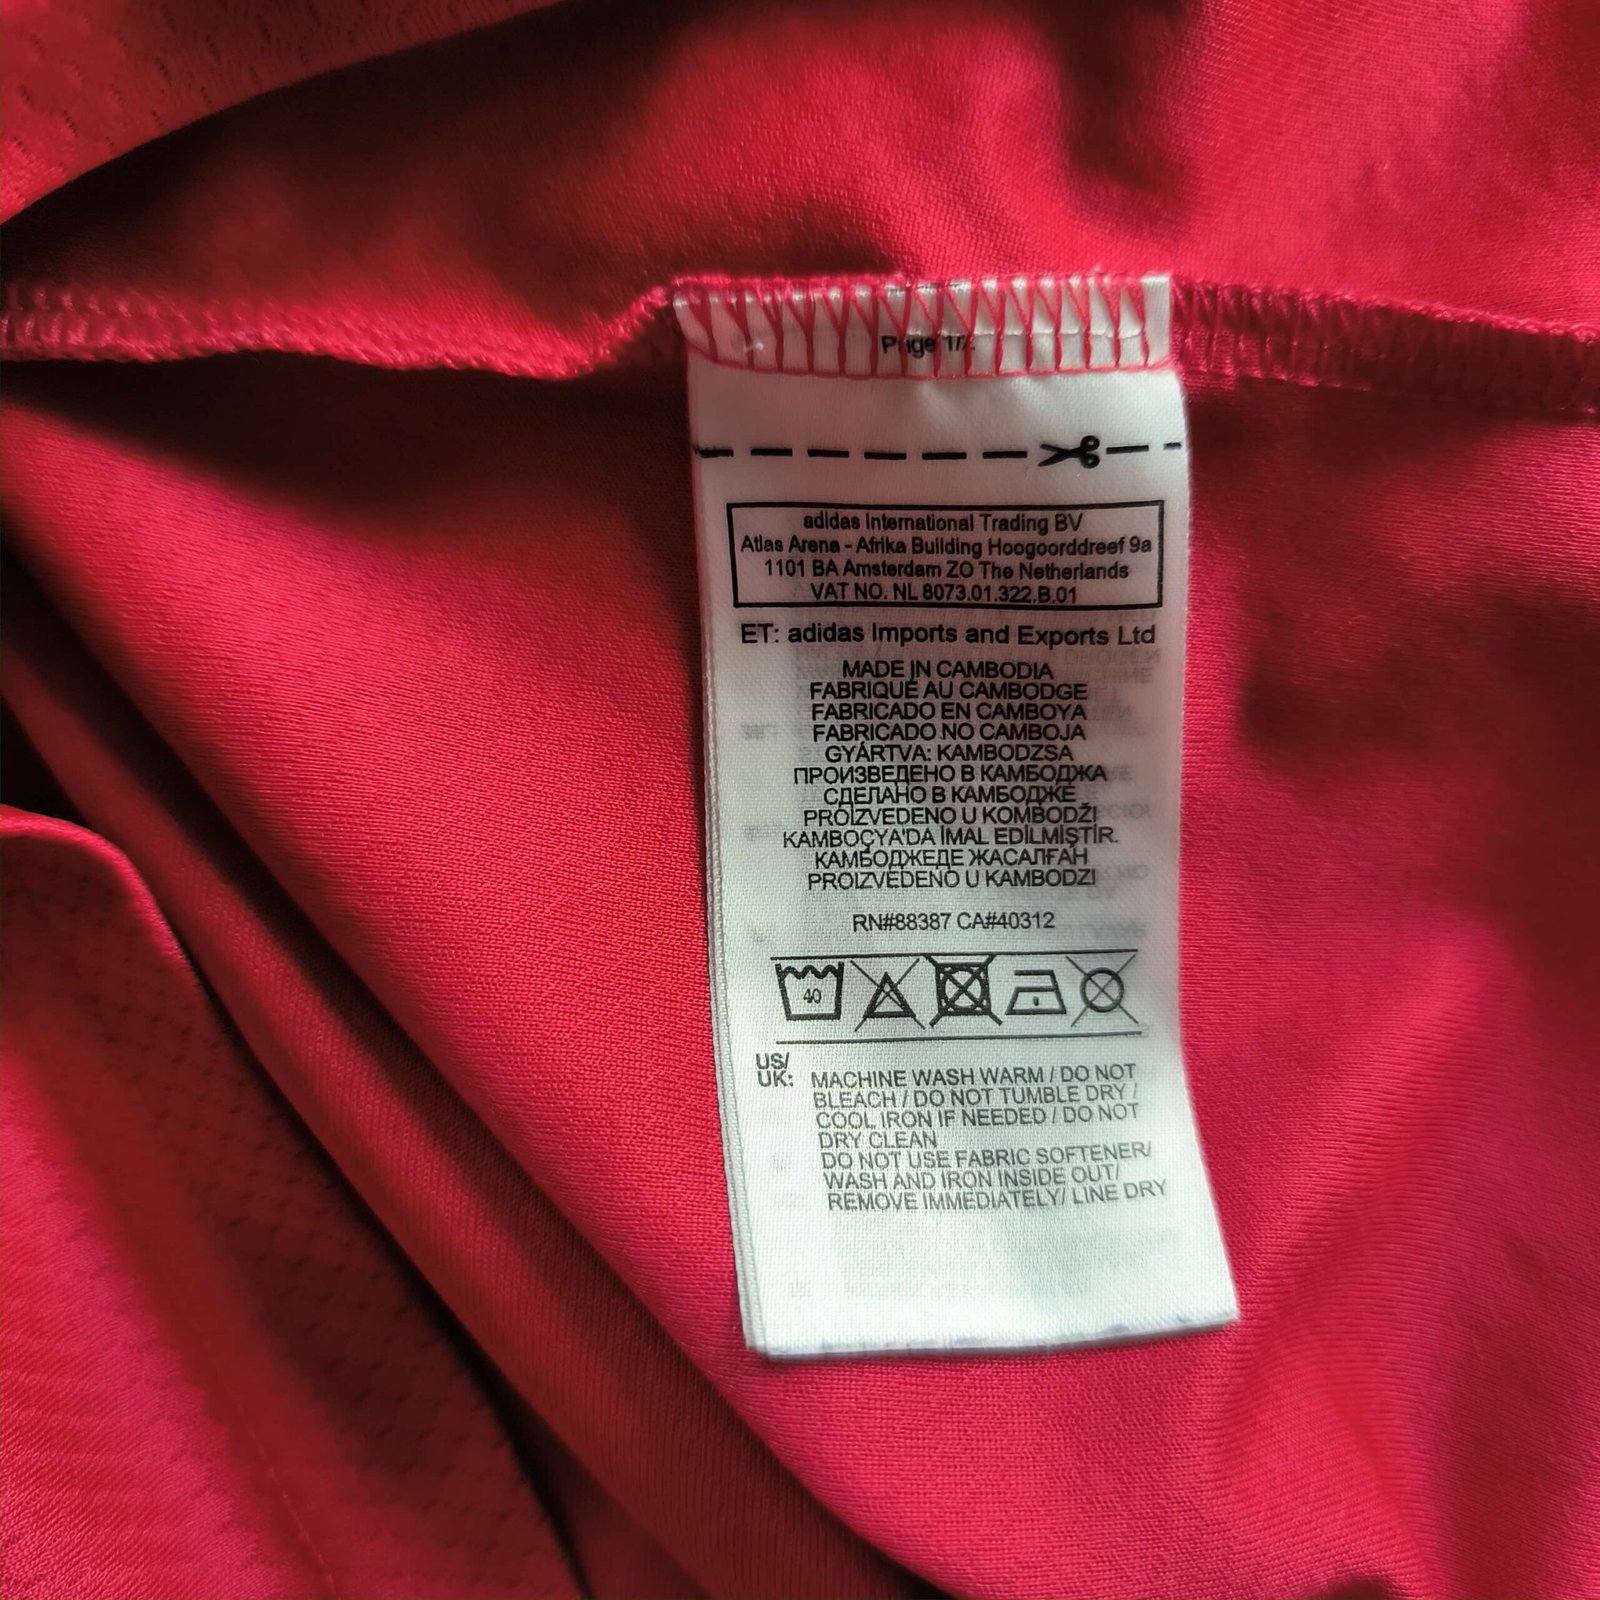 adidas International Trading BV
Atlas Arena - Afrika Building Hoogoorddreef 9a
1101 BA Amsterdam ZO The Netherlands
VAT NO. NL 8073.01.322.B.01
ET: adidas Imports and Exports Ltd
MADE IN CAMBODIA
FABRIQUÉ AU CAMBODGE
FABRICADO EN CAMBOYA
FABRICADO NO CAMBOJA
GYÁRTVA: KAMBODZSA
ПРОИЗВЕДЕНО В КАМБОДЖА
СДЕЛАНО В КАМБОДЖЕ
PROIZVEDENO U KOMBODŽI
KAMBOÇYA'DA İMAL EDİLMİŞTİR.
КАМБОДЖЕДЕ ЖАСАЛҒАН
PROIZVEDENO U KAMBODZI
RN#88387 CA#40312
40
US/
UK: MACHINE WASH WARM / DO NOT
BLEACH / DO NOT TUMBLE DRY /
COOL IRON IF NEEDED / DO NOT
DRY CLEAN
DO NOT USE FABRIC SOFTENER/
WASH AND IRON INSIDE OUT/
REMOVE IMMEDIATELY/ LINE DRY